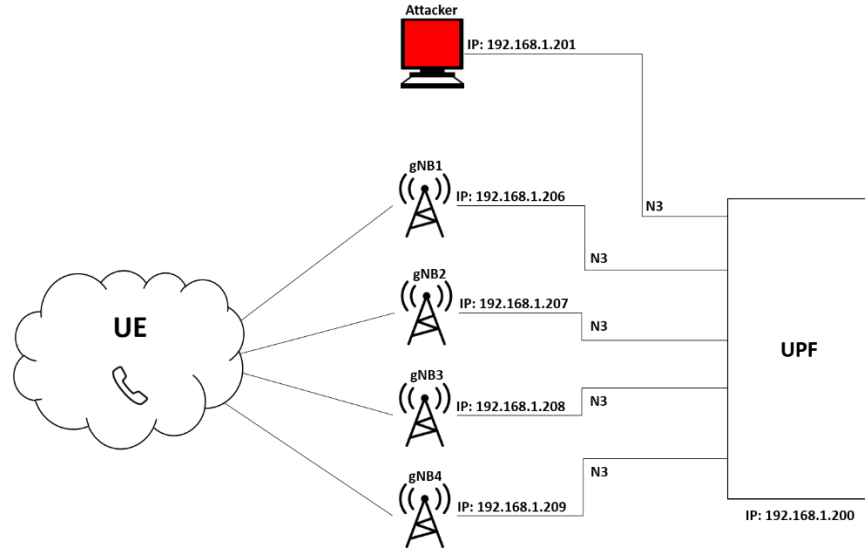 Attacker
IP: 192.168.1.201
gNB1
IP: 192.168.1.206
N3
N3
gNB2
IP: 192.168.1.207
N3
UE
UPF
gNB3
IP: 192.168.1.208
N3
gNB4
N3
IP: 192.168.1.209
IP: 192.168.1.200